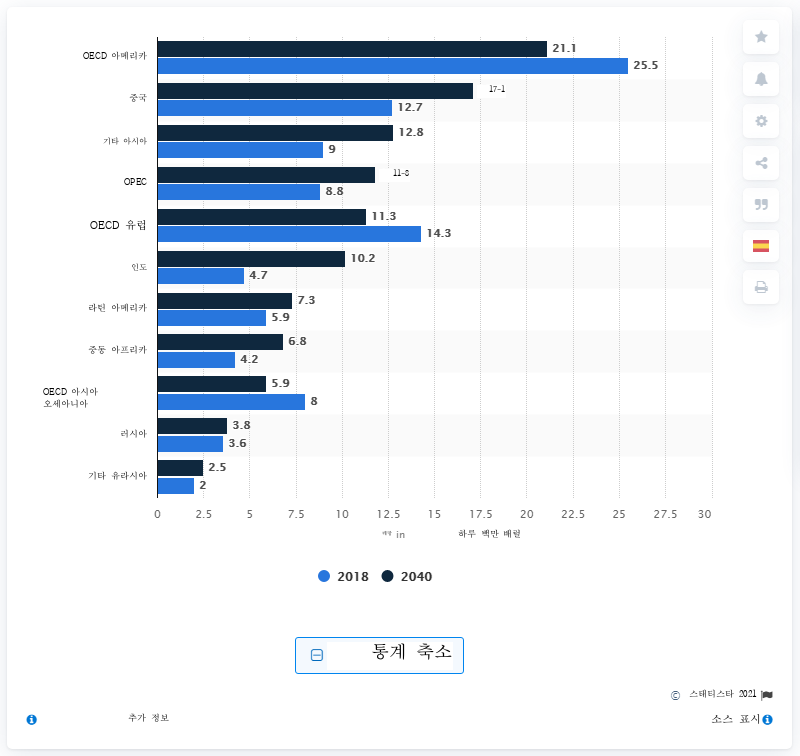 OECD 아메리카
21.1
25.5
중국
17-1
12.7
기타 아시아
12.8
9
OPEC
11-8
8.8
OECD 유럽
11.3
14.3
인도
10.2
4.7
라틴 아메리카
7.3
5.9
중동 아프리카
6.8
4.2
OECD 아시아
오세아니아
5.9
8
러시아
3.8
3.6
기타 유라시아
2.5
2
0 2.5 5 7.5 10 12.5 15 17.5 20 22.5 25 27.5 30
in 하루 백만 배럴
2018 2040
통계 축소
© 스태티스타 2021
추가 정보
소스 표시